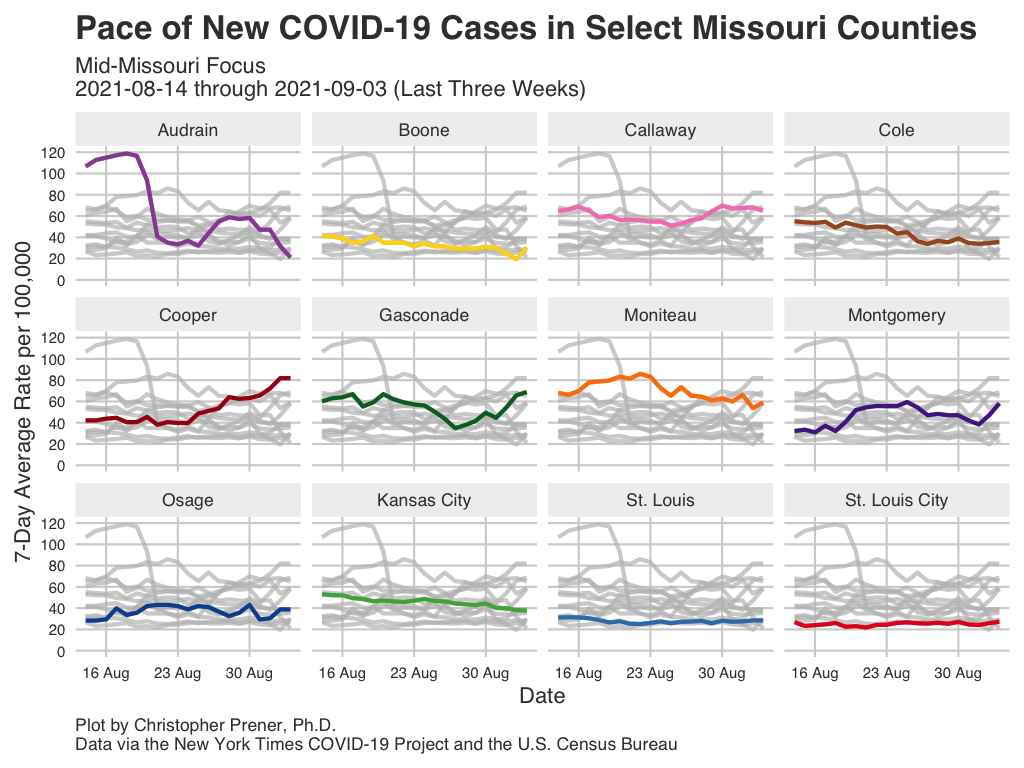 Pace of New COVID-19 Cases in Select Missouri Counties
Mid-Missouri Focus
2021-08-14 through 2021-09-03 (Last Three Weeks)
7-Day Average Rate per 100,000
Audrain
Boone
Callaway
Cole
120
100
80
60
40
20
0
Cooper
Gasconade
Moniteau
Montgomery
120
100
80
60
40
20
0
Osage
Kansas City
St. Louis
St. Louis City
120
100
80
60
40
20
0
16 Aug 23 Aug 30 Aug 16 Aug 23 Aug 30 Aug 16 Aug 23 Aug 30 Aug 16 Aug 23 Aug 30 Aug
Date
Plot by Christopher Prener, Ph.D.
Data via the New York Times COVID-19 Project and the U.S. Census Bureau